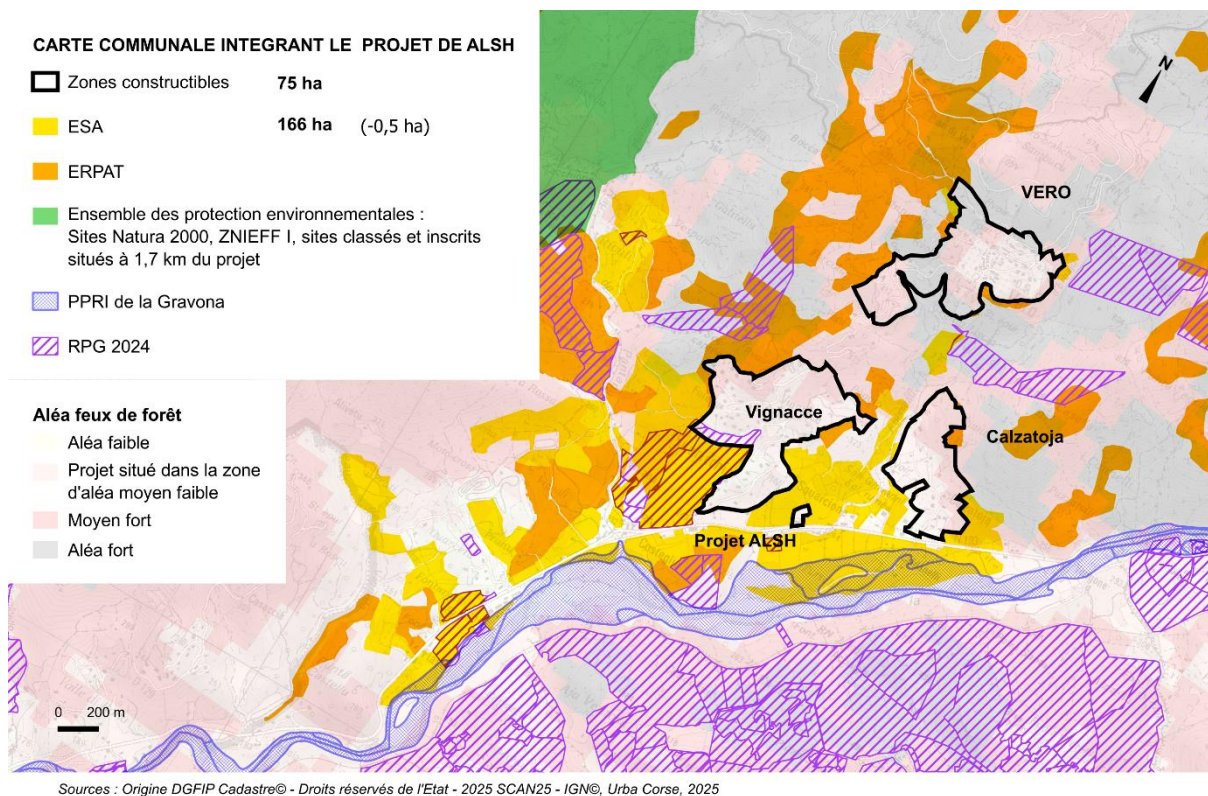 CARTE COMMUNALE INTEGRANT LE PROJET DE ALSH
Zones constructibles 75 ha
ESA 166 ha (-0,5 ha)
ERPAT
Ensemble des protection environnementales :
Sites Natura 2000, ZNIEFF I, sites classés et inscrits
situés à 1,7 km du projet
PPRI de la Gravona
RPG 2024
Aléa feux de forêt
Aléa faible
Projet situé dans la zone
d'aléa moyen faible
Moyen fort
Aléa fort
0 200 m
N
VERO
Vignacce
Calzatoja
Projet ALSH
Sources : Origine DGFIP Cadastre© - Droits réservés de l'Etat - 2025 SCAN25 - IGN©, Urba Corse, 2025